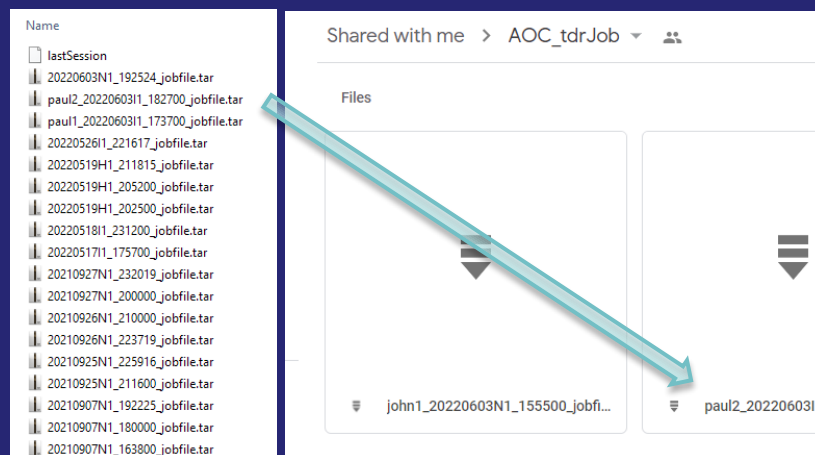 Name
lastSession
20220603N1_192524_jobfile.tar
paul2_20220603I1_182700_jobfile.tar
paul1_20220603I1_173700_jobfile.tar
20220526I1_221617_jobfile.tar
20220519H1_211815_jobfile.tar
20220519H1_205200_jobfile.tar
20220519H1_202500_jobfile.tar
20220518I1_231200_jobfile.tar
20220517I1_175700_jobfile.tar
20210927N1_232019_jobfile.tar
20210927N1_200000_jobfile.tar
20210926N1_210000_jobfile.tar
20210926N1_223719_jobfile.tar
20210925N1_225916_jobfile.tar
20210925N1_211600_jobfile.tar
20210907N1_192225_jobfile.tar
20210907N1_180000_jobfile.tar
20210907N1_163800_jobfile.tar
Shared with me > AOC_tdrJob
Files
john1_20220603N1_155500_jobfi...
paul2_20220603I